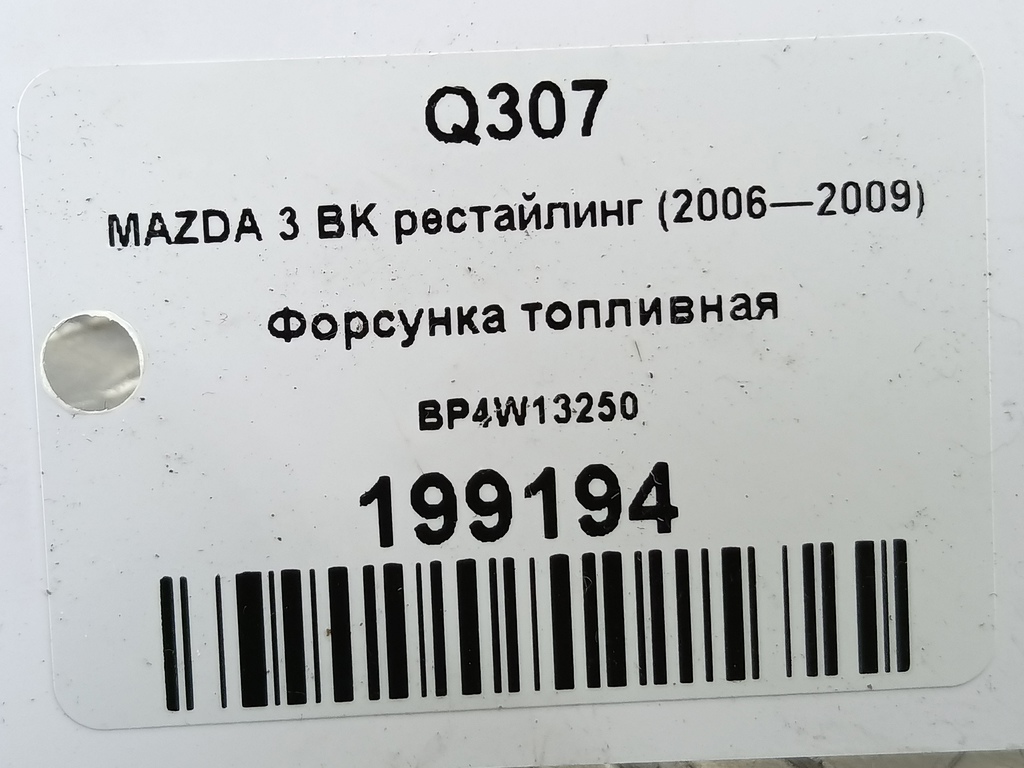 Q307
MAZDA 3 BK рестайлинг (2006—2009)
Форсунка топливная
BP4W13250
199194